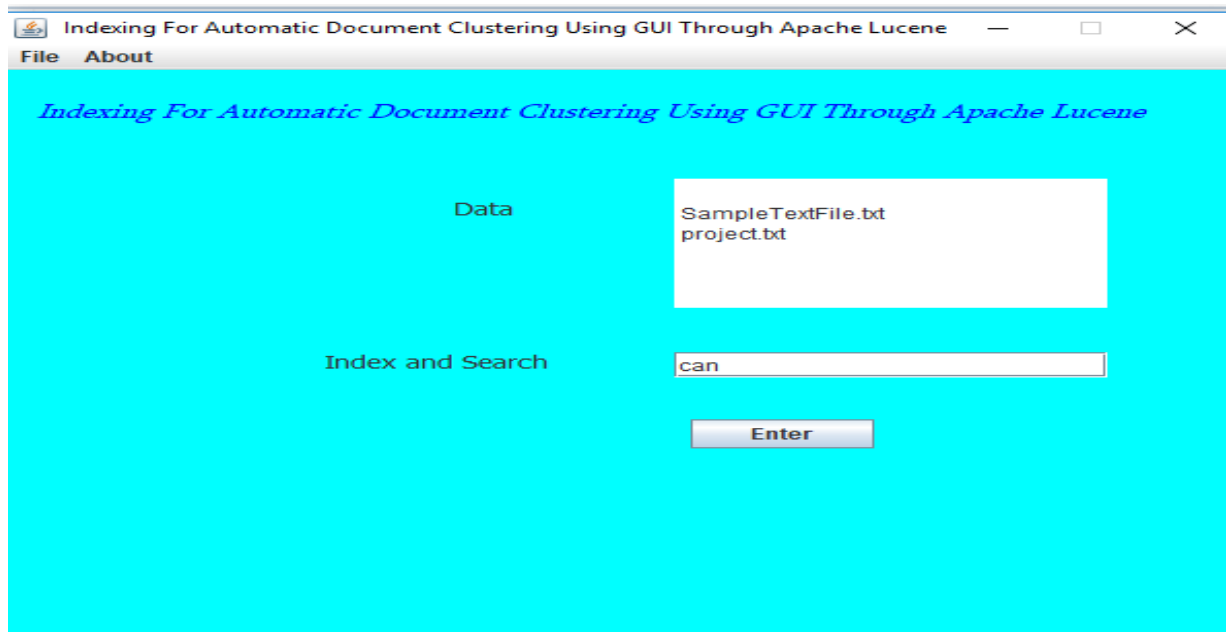 Indexing For Automatic Document Clustering Using GUI Through Apache Lucene
File About
Indexing For Automatic Document Clustering Using GUI Through Apache Lucene
Data
SampleTextFile.txt
project.txt
Index and Search
can
Enter